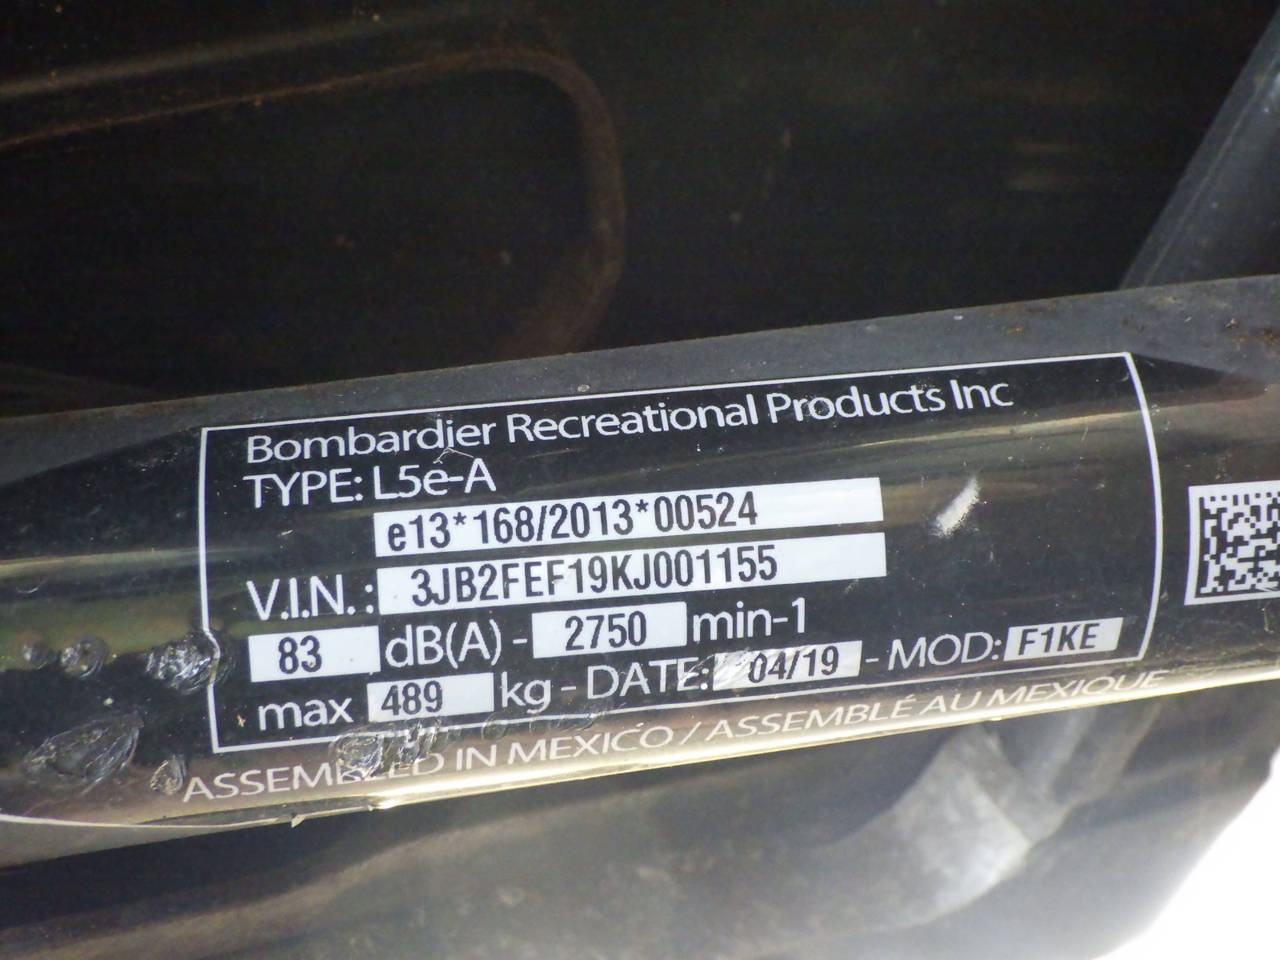 Bombardier Recreational Products Inc
TYPE: L5e-A
e13*168/2013*00524
V.I.N. : 3JB2FEF19KJ001155
83 dB(A) - 2750 min-1
max 489 kg - DATE: 04/19 - MOD: F1KE
ASSEMBLED IN MEXICO / ASSEMBLÉ AU MEXIQUE